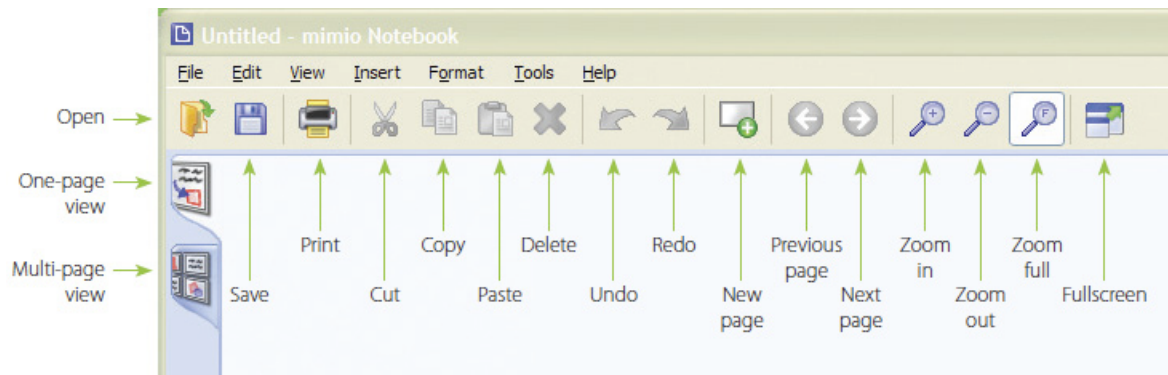 Untitled - mimio Notebook
File Edit View Insert Format Tools Help
Open
F
One-page
view
Print Copy Delete Redo Previous
page Zoom
in Zoom
full
Multi-page
view
Save Cut Paste Undo New
page Next
page Zoom
out Fullscreen